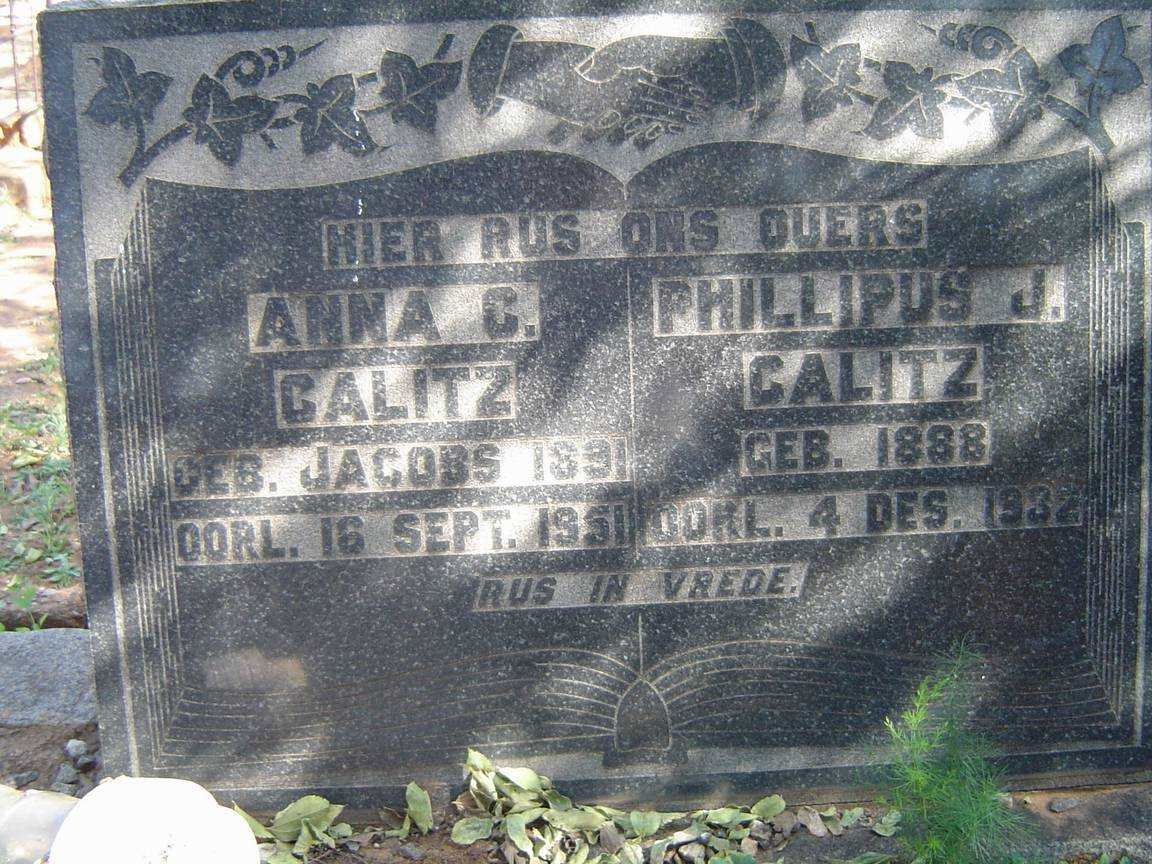 HIER RUS ONS OUERS
ANNA C.
CALITZ
GEB. JACOBS 1891
OORL. 16 SEPT. 1951
PHILLIPUS J.
CALITZ
GEB. 1888
OORL. 4 DES. 1932
RUS IN VREDE.